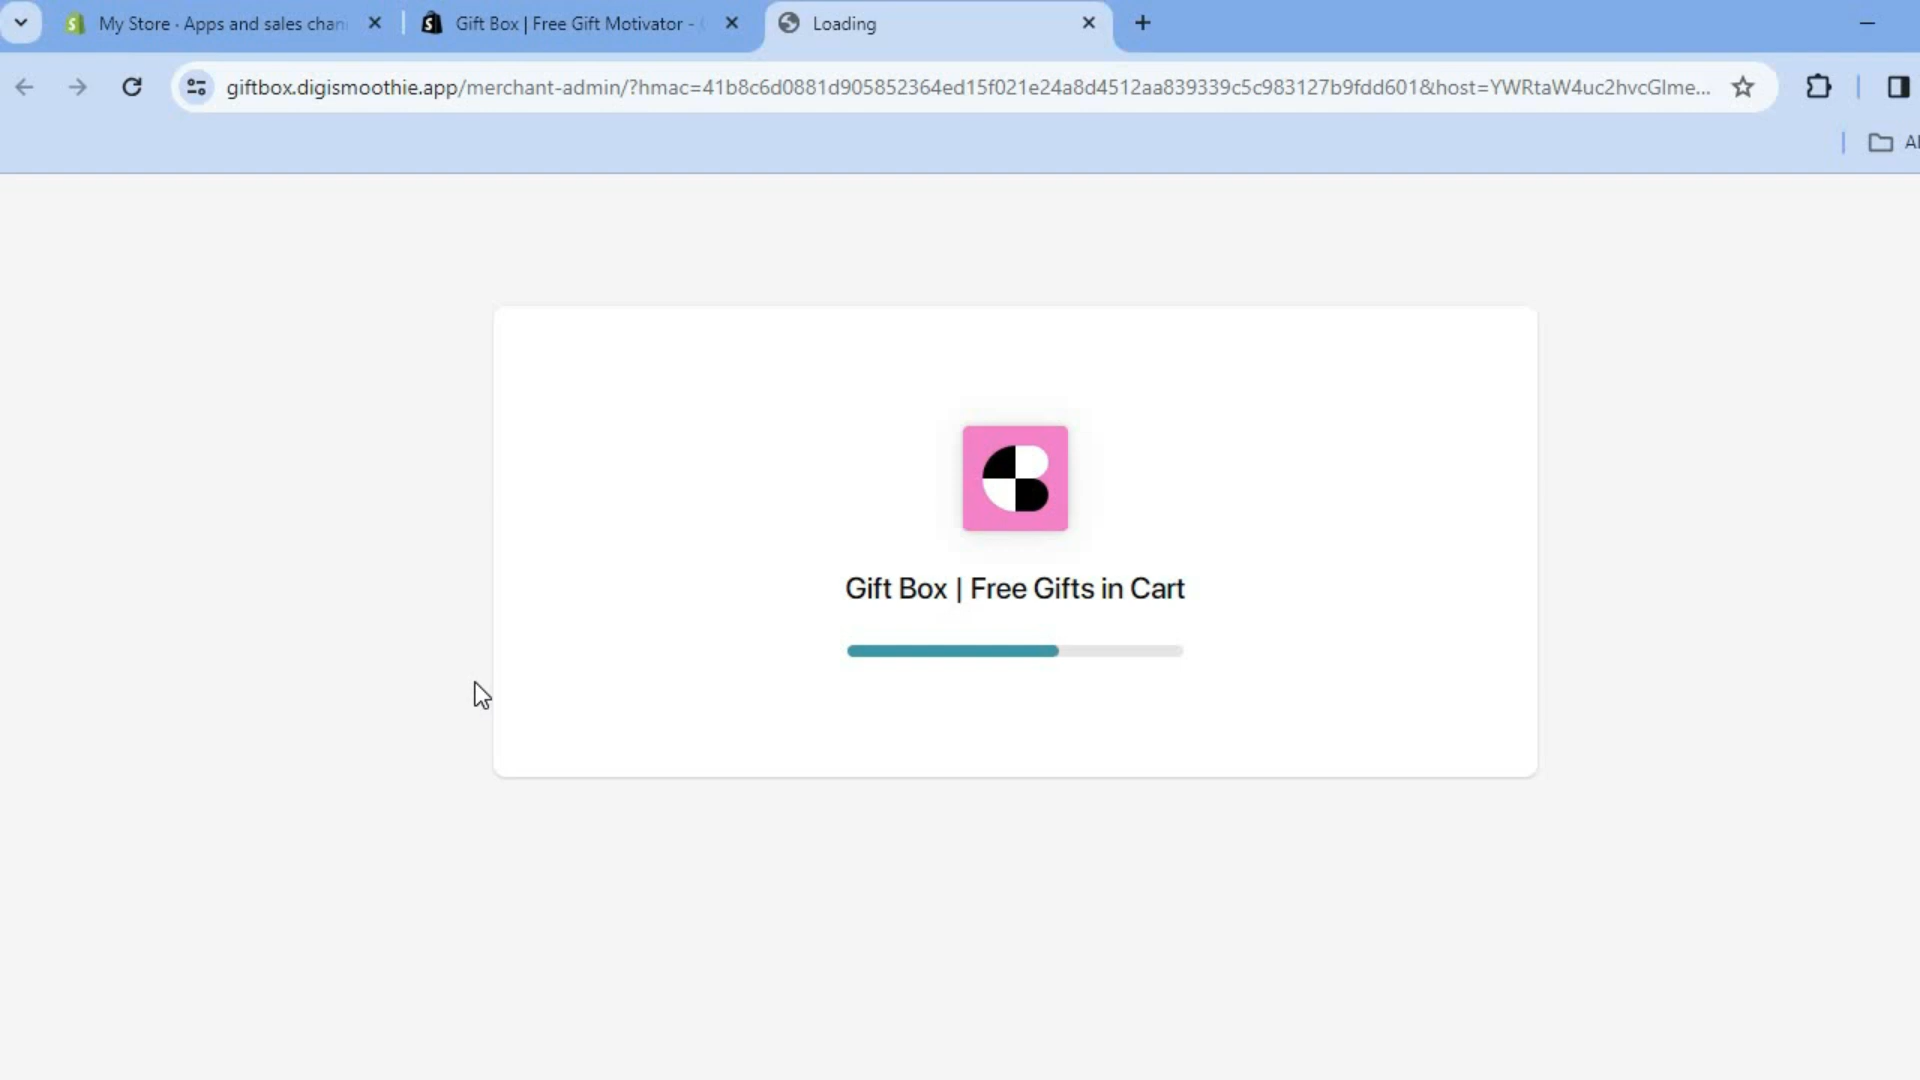 My Store · Apps and sales chan
Gift Box | Free Gift Motivator -
Loading
giftbox.digismoothie.app/merchant-admin/?hmac=41b8c6d0881d905852364ed15f021e24a8d4512aa839339c5c983127b9fdd601&host=YWRtaW4uc2hvcGlme...
Gift Box | Free Gifts in Cart